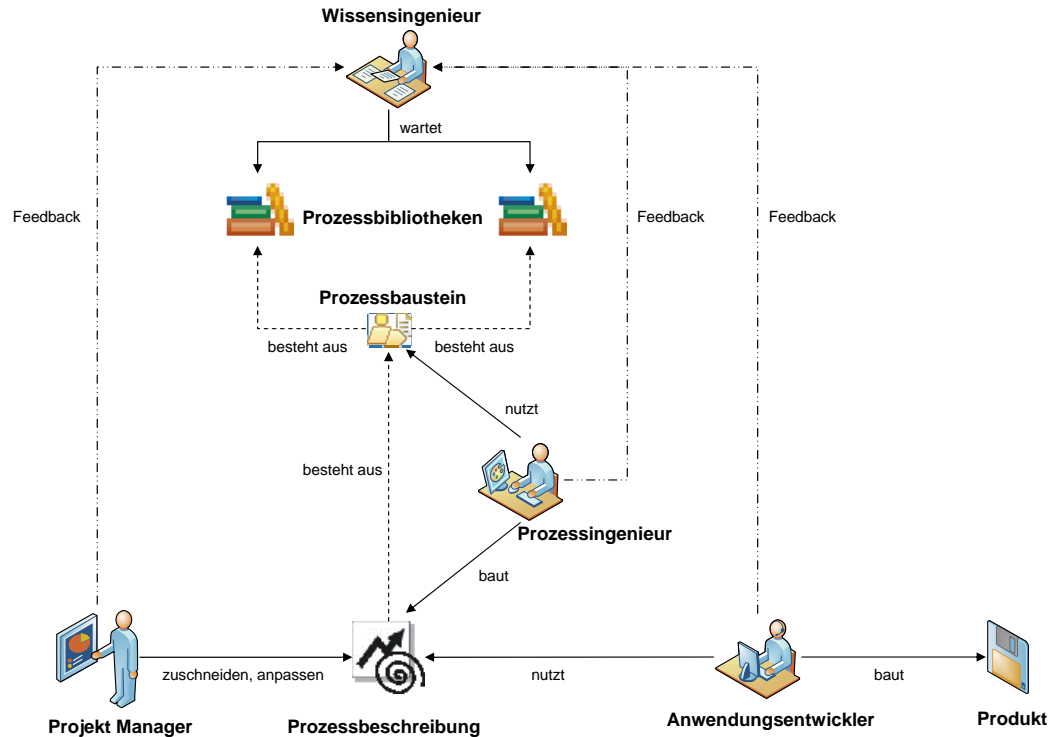 Wissensingenieur
wartet
Prozessbibliotheken
Feedback
Feedback
Feedback
Prozessbaustein
besteht aus
besteht aus
nutzt
besteht aus
Prozessingenieur
baut
zuschneiden, anpassen
nutzt
baut
Projekt Manager
Prozessbeschreibung
Anwendungsentwickler
Produkt